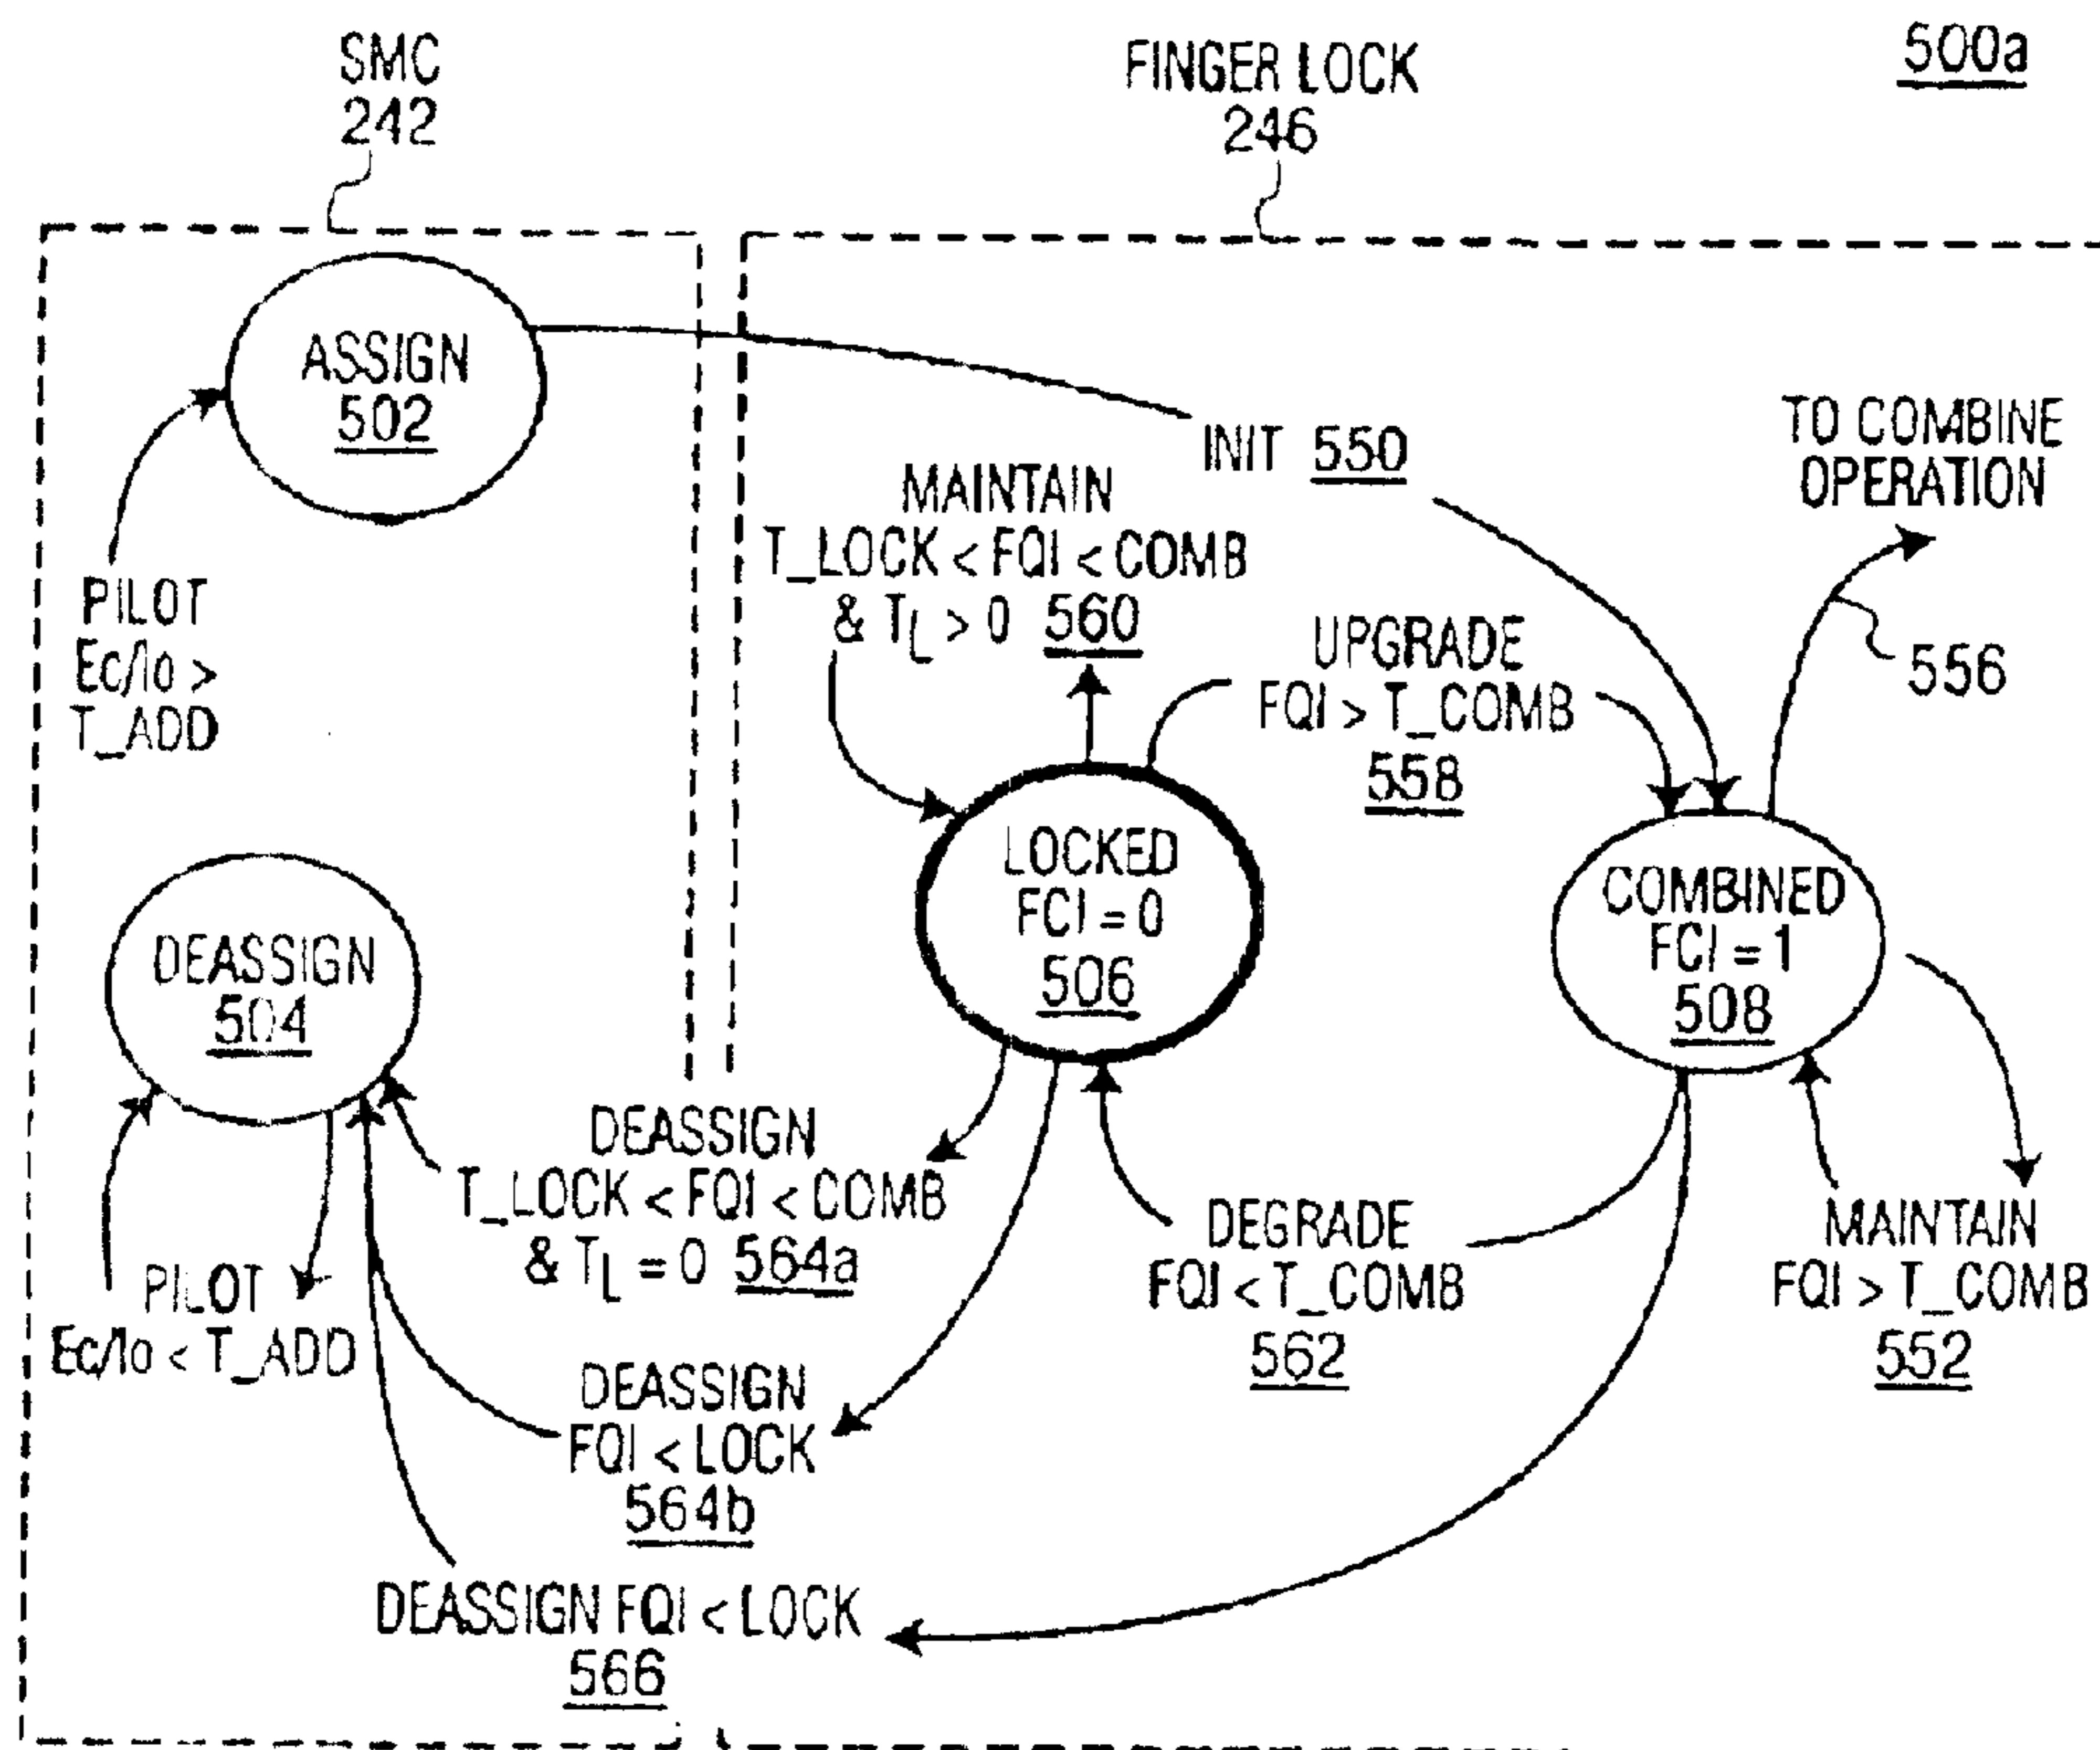 SMC
242
FINGER LOCK
246
500a
ASSIGN
502
PILOT
Ec/Io >
T_ADD
INIT 550
MAINTAIN
T_LOCK < FQI < COMB
& TL > 0 560
UPGRADE
FQI > T_COMB
558
TO COMBINE
OPERATION
556
LOCKED
FCI = 0
506
COMBINED
FCI = 1
508
DEASSIGN
504
PILOT
Ec/Io < T_ADD
DEASSIGN
T_LOCK < FQI < COMB
& TL = 0 564a
DEASSIGN
FQI < LOCK
564b
DEGRADE
FQI < T_COMB
562
MAINTAIN
FQI > T_COMB
552
DEASSIGN FQI < LOCK
566